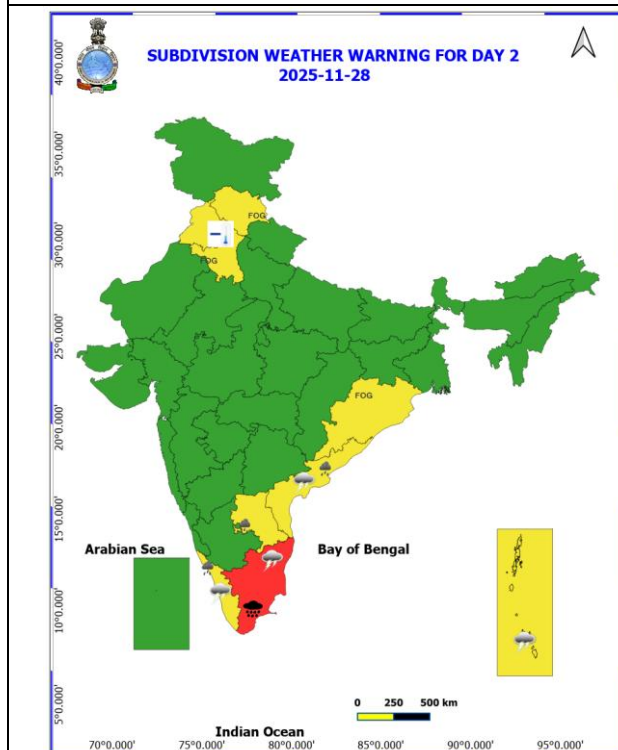 SUBDIVISION WEATHER WARNING FOR DAY 2
2025-11-28
40°0.000'
35°0.000'
30°0.000'
25°0.000'
20°0.000'
15°0.000'
10°0.000'
5°0.000'
FOG
FOG
FOG
Arabian Sea
Bay of Bengal
0 250 500 km
Indian Ocean
70°0.000' 75°0.000' 80°0.000' 85°0.000' 90°0.000' 95°0.000'